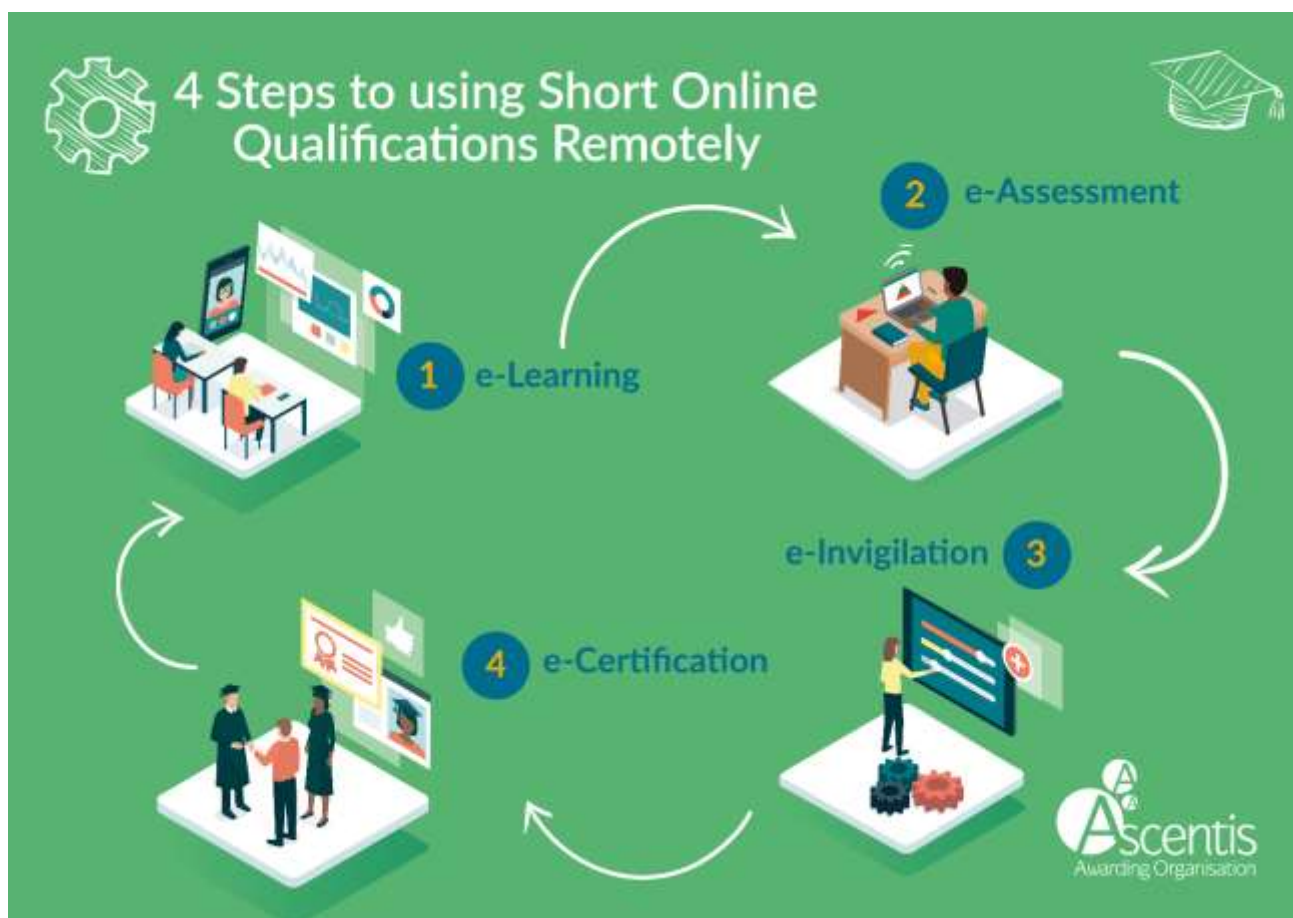 4 Steps to using Short Online
Qualifications Remotely
2 e-Assessment
1 e-Learning
e-Invigilation 3
4 e-Certification
A
A
Ascentis
Awarding Organisation